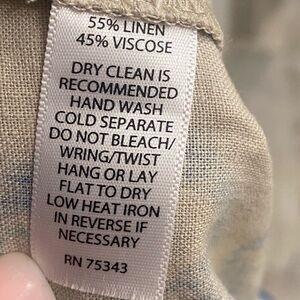 55% LINEN
45% VISCOSE
DRY CLEAN IS
RECOMMENDED
HAND WASH
COLD SEPARATE
DO NOT BLEACH/
WRING/TWIST
HANG OR LAY
FLAT TO DRY
LOW HEAT IRON
IN REVERSE IF
NECESSARY
RN 75343